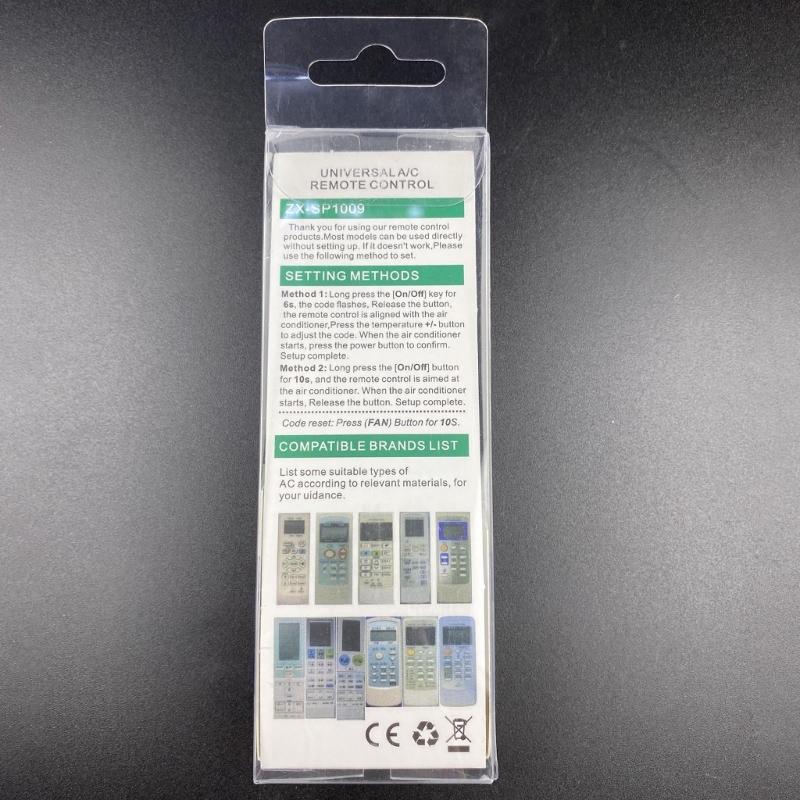 UNIVERSALA/C
REMOTE CONTROL
ZX-SP1009
Thank you for using our remote control
products.Most models can be used directly
without setting up. If it doesn't work,Please
use the following method to set.
SETTING METHODS
Method 1: Long press the [On/Off] key for
6s, the code flashes, Release the button,
the remote control is aligned with the air
conditioner,Press the temperature +/- button
to adjust the code. When the air conditioner
starts, press the power button to confirm.
Setup complete.
Method 2: Long press the [On/Off] button
for 10s, and the remote control is aimed at
the air conditioner. When the air conditioner
starts, Release the button. Setup complete.
Code reset: Press (FAN) Button for 10S.
COMPATIBLE BRANDS LIST
List some suitable types of
AC according to relevant materials, for
your uidance.
CE